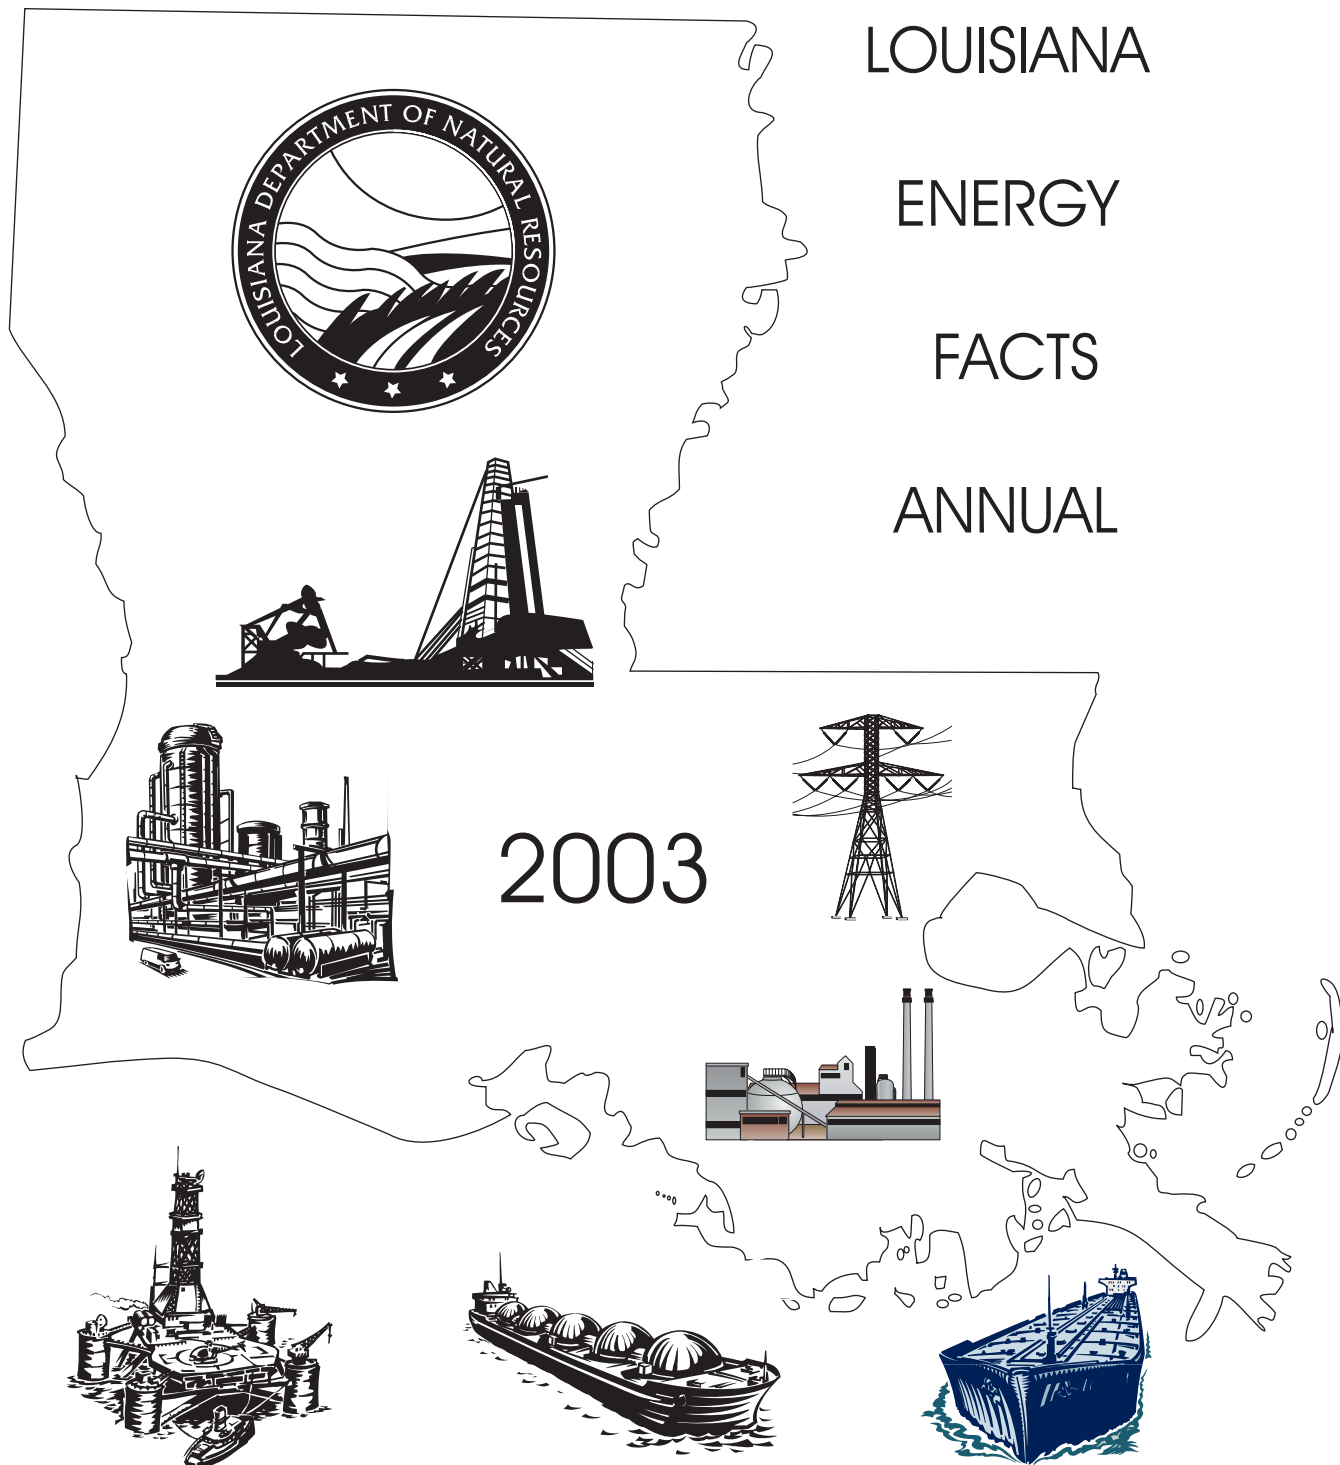 LOUISIANA
LOUISIANA DEPARTMENT OF NATURAL RESOURCES
ENERGY
FACTS
ANNUAL
2003